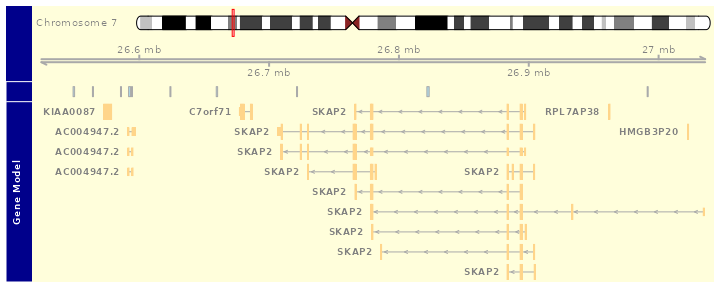 Chromosome 7
26.6 mb 26.8 mb 27 mb
26.7 mb 26.9 mb
Gene Model
KIAA0087 C7orf71 SKAP2 RPL7AP38
AC004947.2 SKAP2 HMGB3P20
AC004947.2 SKAP2
AC004947.2 SKAP2 SKAP2
SKAP2
SKAP2
SKAP2
SKAP2
SKAP2